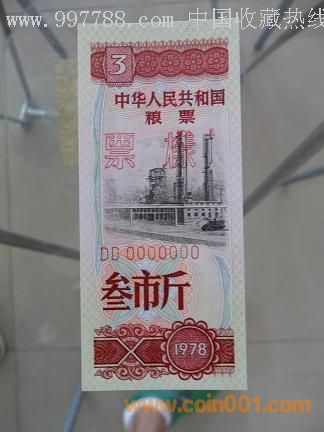 www.997788.com 中国收藏热线
3
中华人民共和国
粮票
票樣
DD 0000000
叁市斤
1978
www.coin001.com